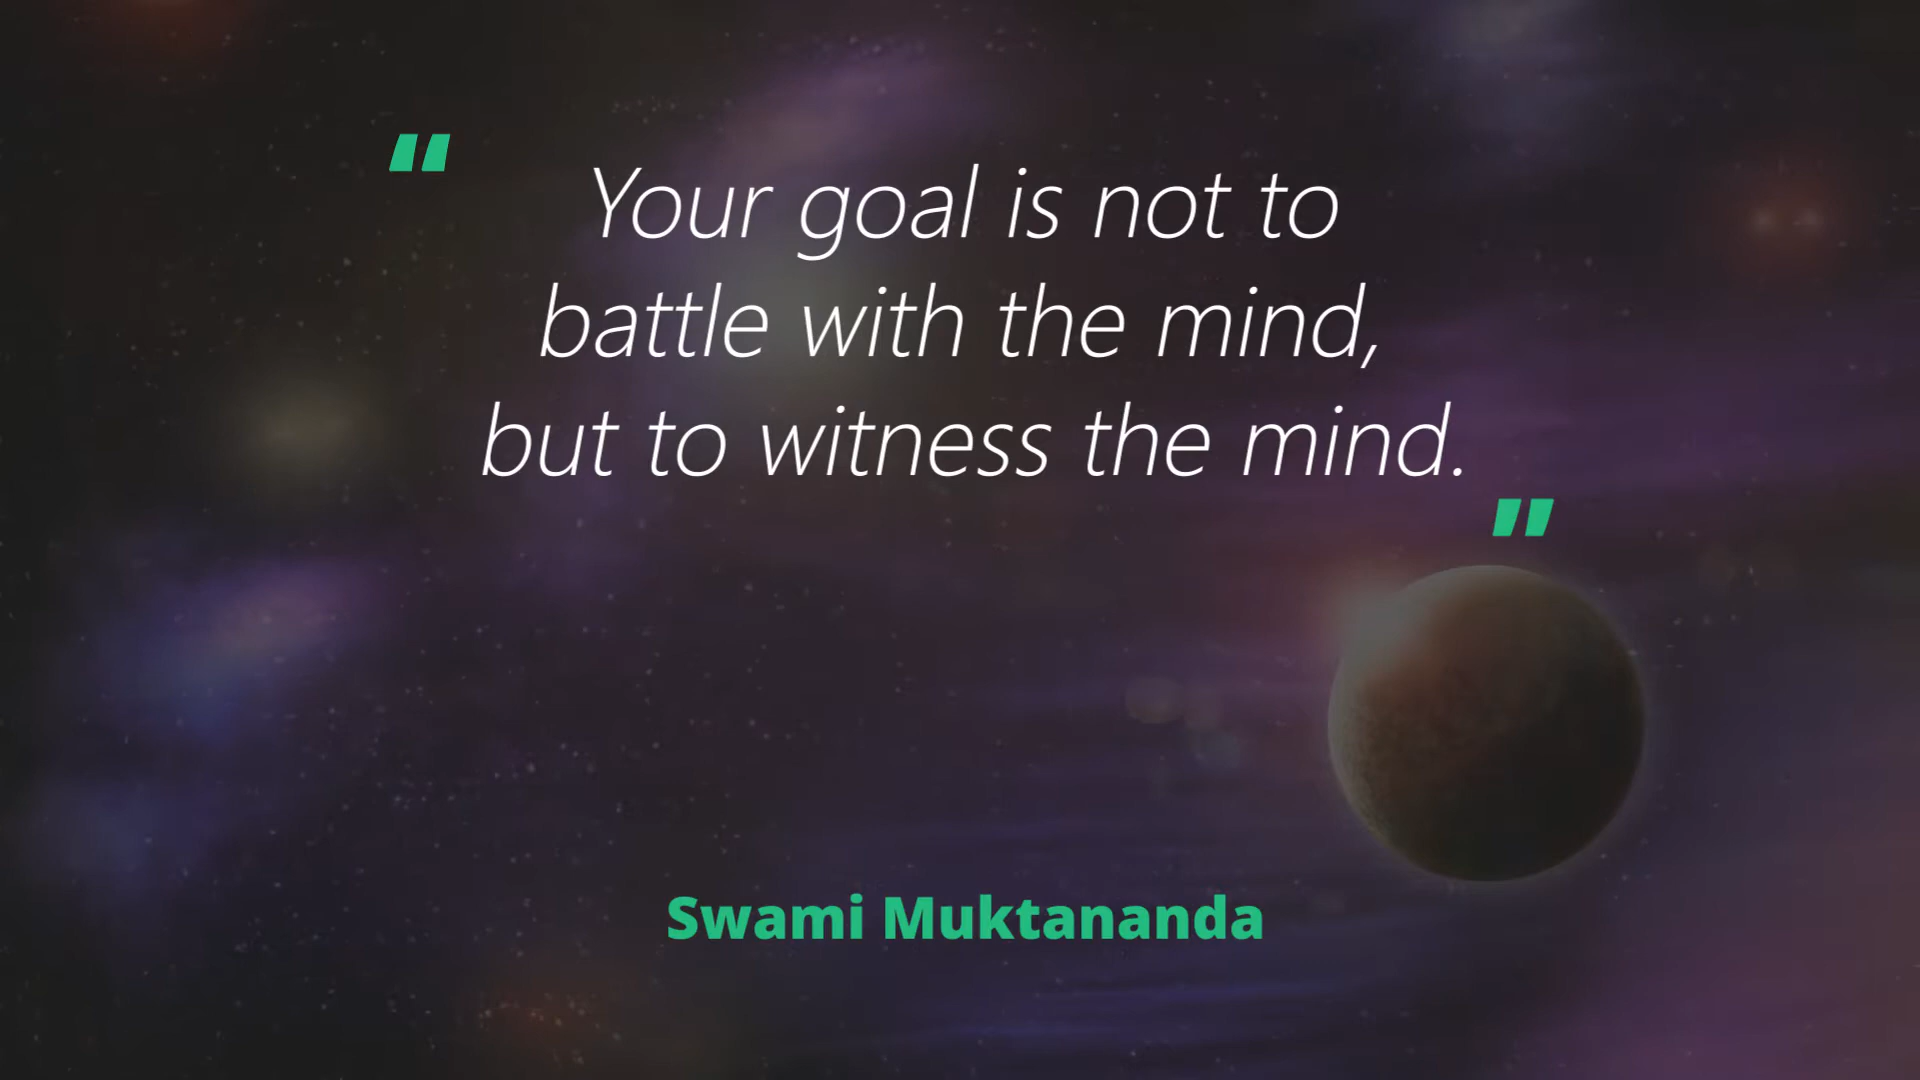 “ Your goal is not to
battle with the mind,
but to witness the mind. ”
Swami Muktananda